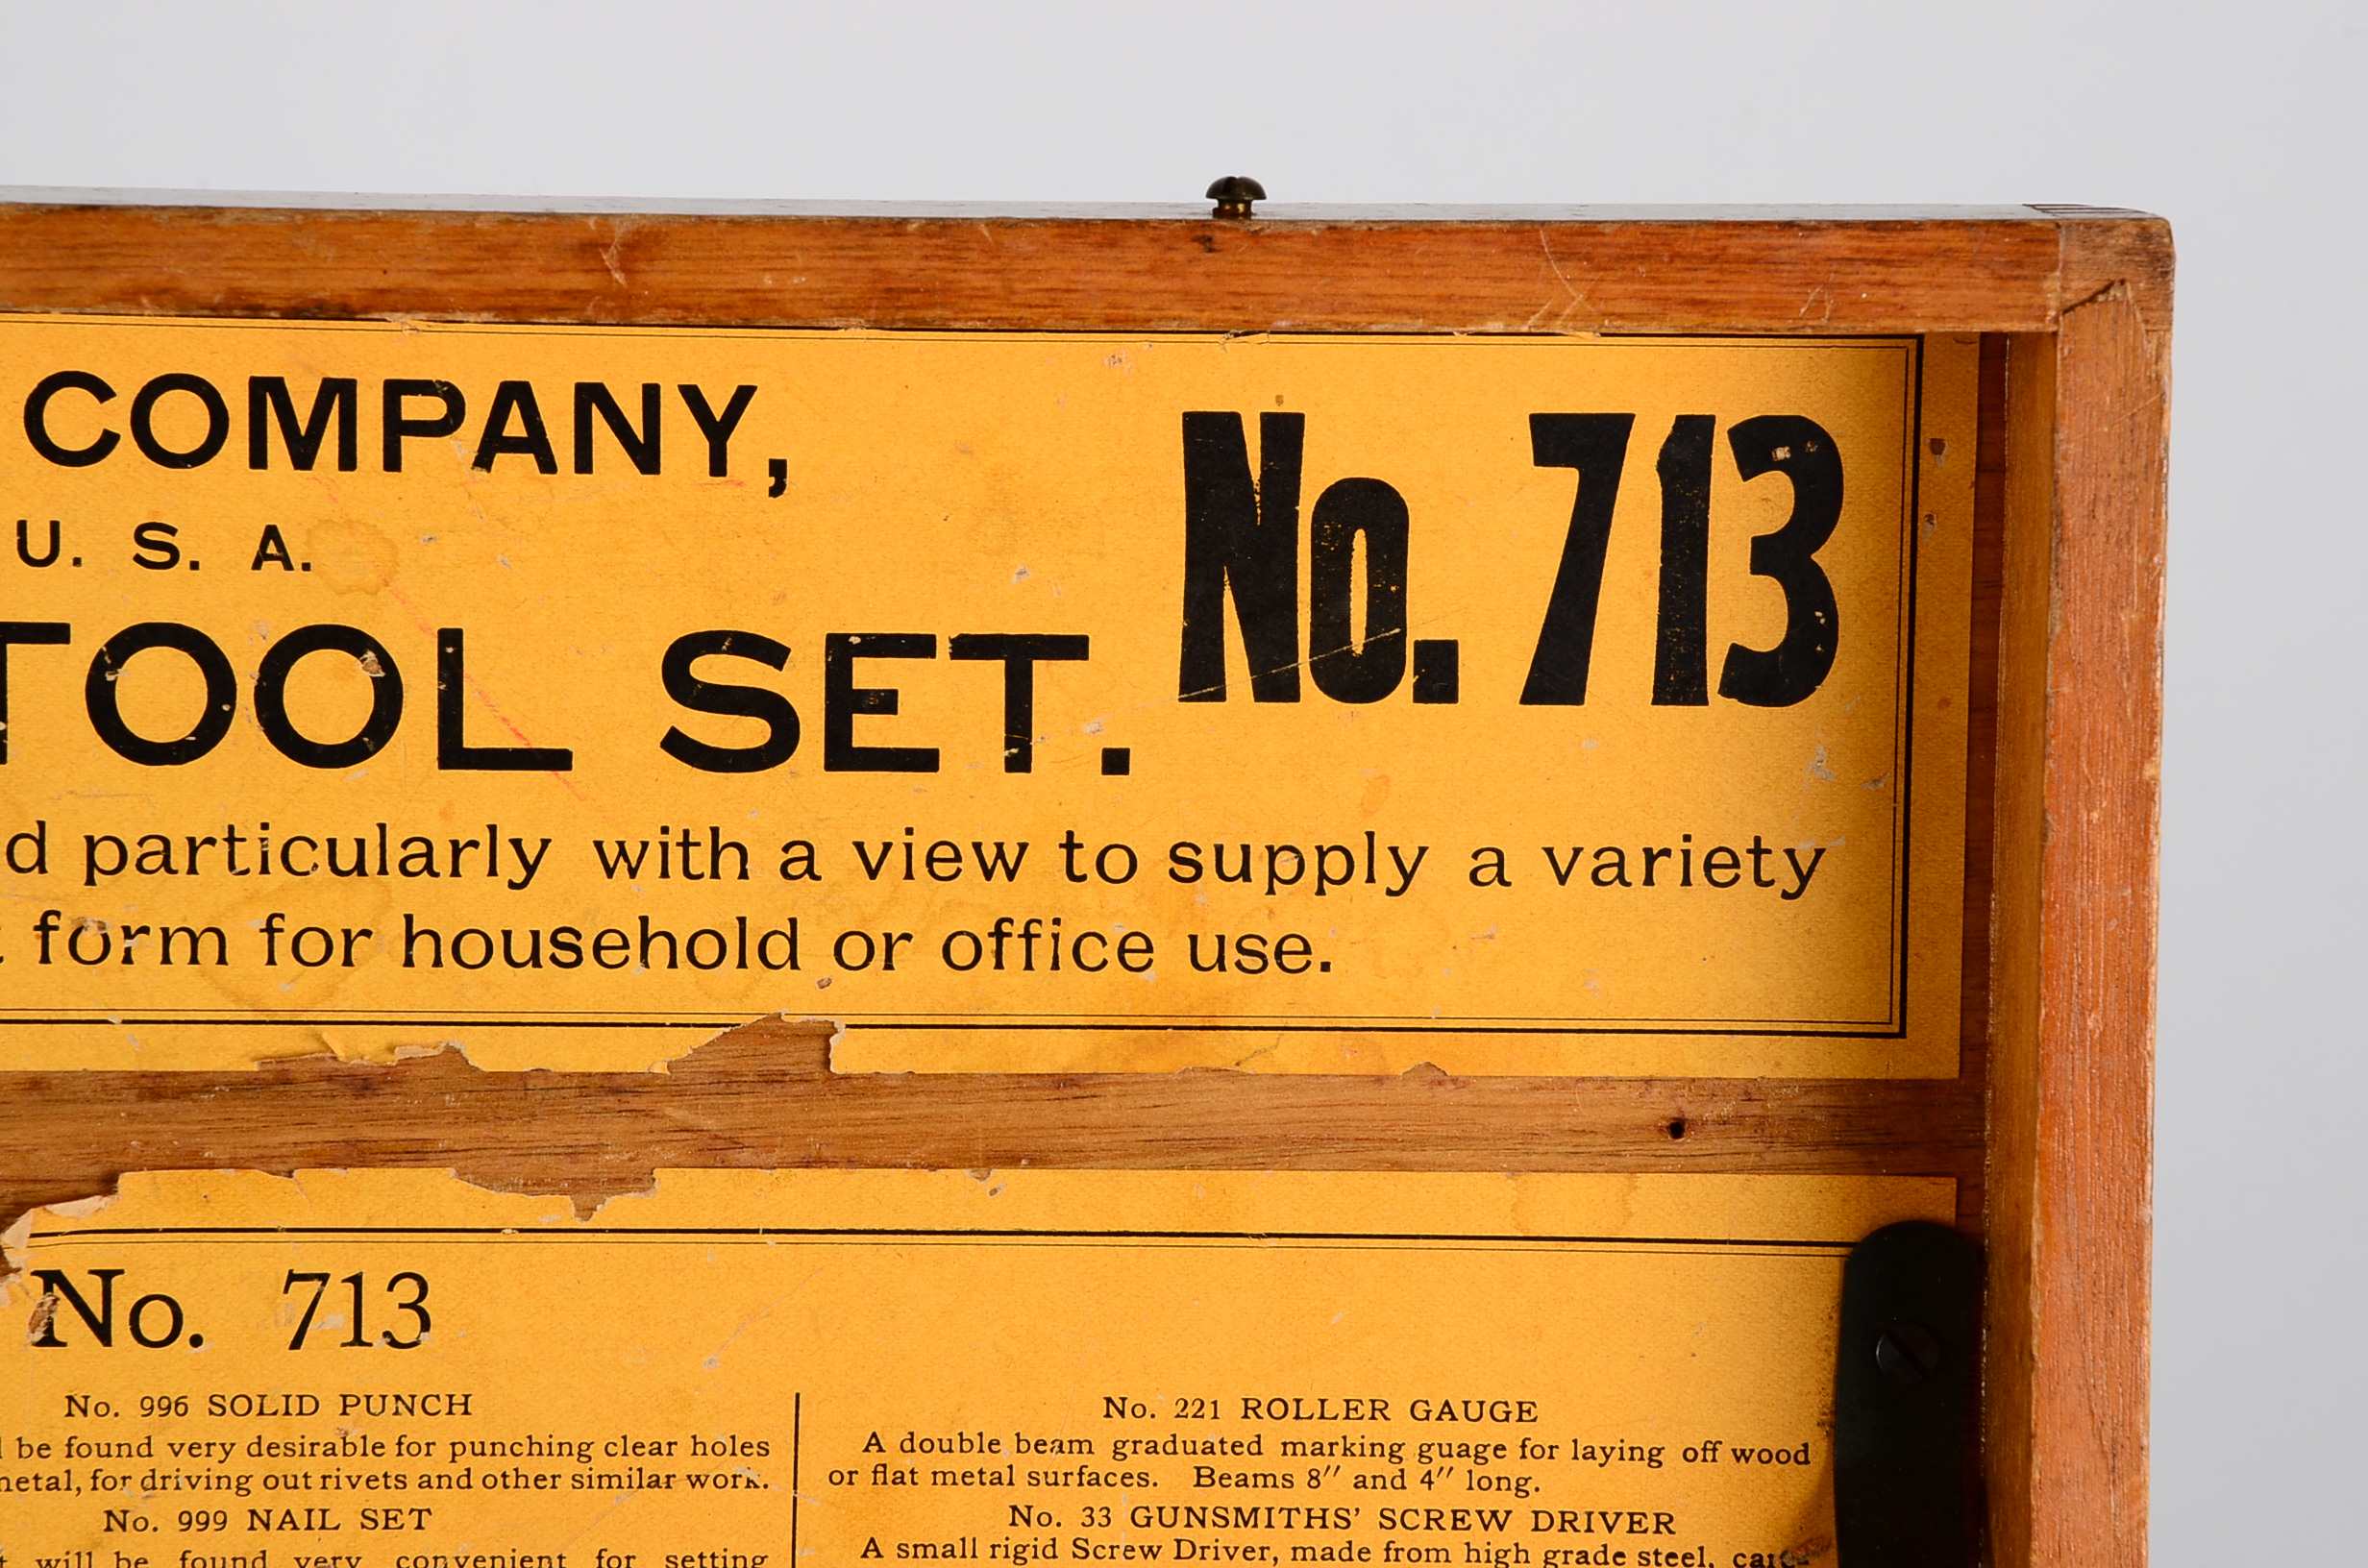 COMPANY,
No. 713
U. S. A.
TOOL SET.
d particularly with a view to supply a variety
form for household or office use.
No. 713
No. 996 SOLID PUNCH
be found very desirable for punching clear holes
metal, for driving out rivets and other similar work.
No. 999 NAIL SET
will be found very convenient for setting
No. 221 ROLLER GAUGE
A double beam graduated marking guage for laying off wood
or flat metal surfaces. Beams 8″ and 4″ long.
No. 33 GUNSMITHS' SCREW DRIVER
A small rigid Screw Driver, made from high grade steel, care-